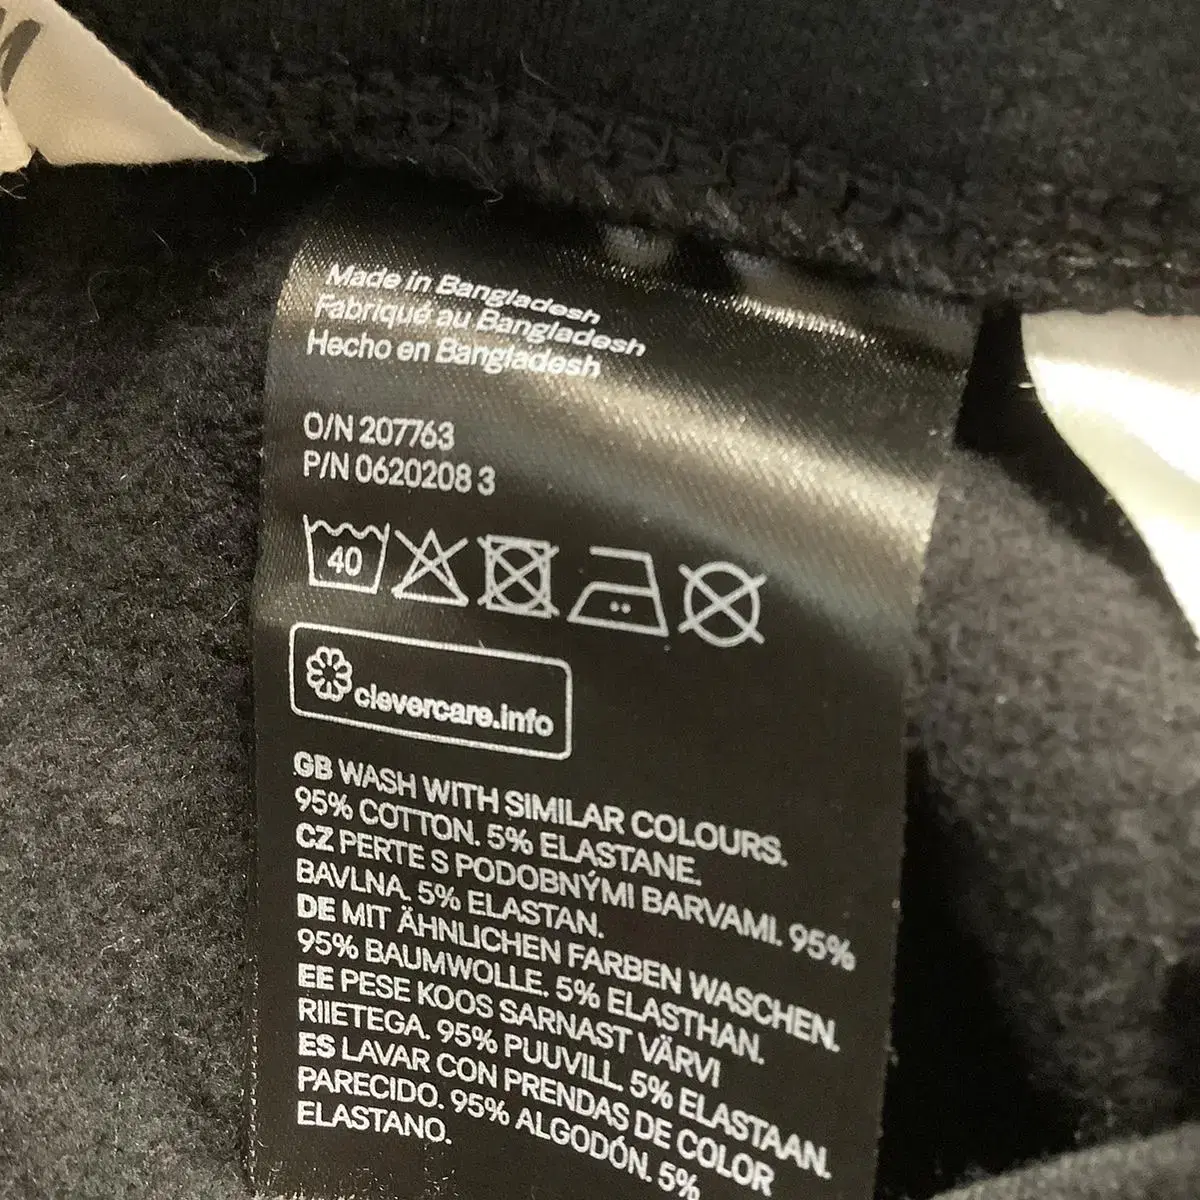 Made in Bangladesh
Fabriqué au Bangladesh
Hecho en Bangladesh
O/N 207763
P/N 0620208 3
40
clevercare.info
GB WASH WITH SIMILAR COLOURS.
95% COTTON. 5% ELASTANE.
CZ PERTE S PODOBNÝMI BARVAMI. 95%
BAVLNA. 5% ELASTAN.
DE MIT ÄHNLICHEN FARBEN WASCHEN.
95% BAUMWOLLE. 5% ELASTHAN.
EE PESE KOOS SARNAST VÄRVI
RIIETEGA. 95% PUUVILL. 5% ELASTAAN.
ES LAVAR CON PRENDAS DE COLOR
PARECIDO. 95% ALGODÓN. 5%
ELASTANO.